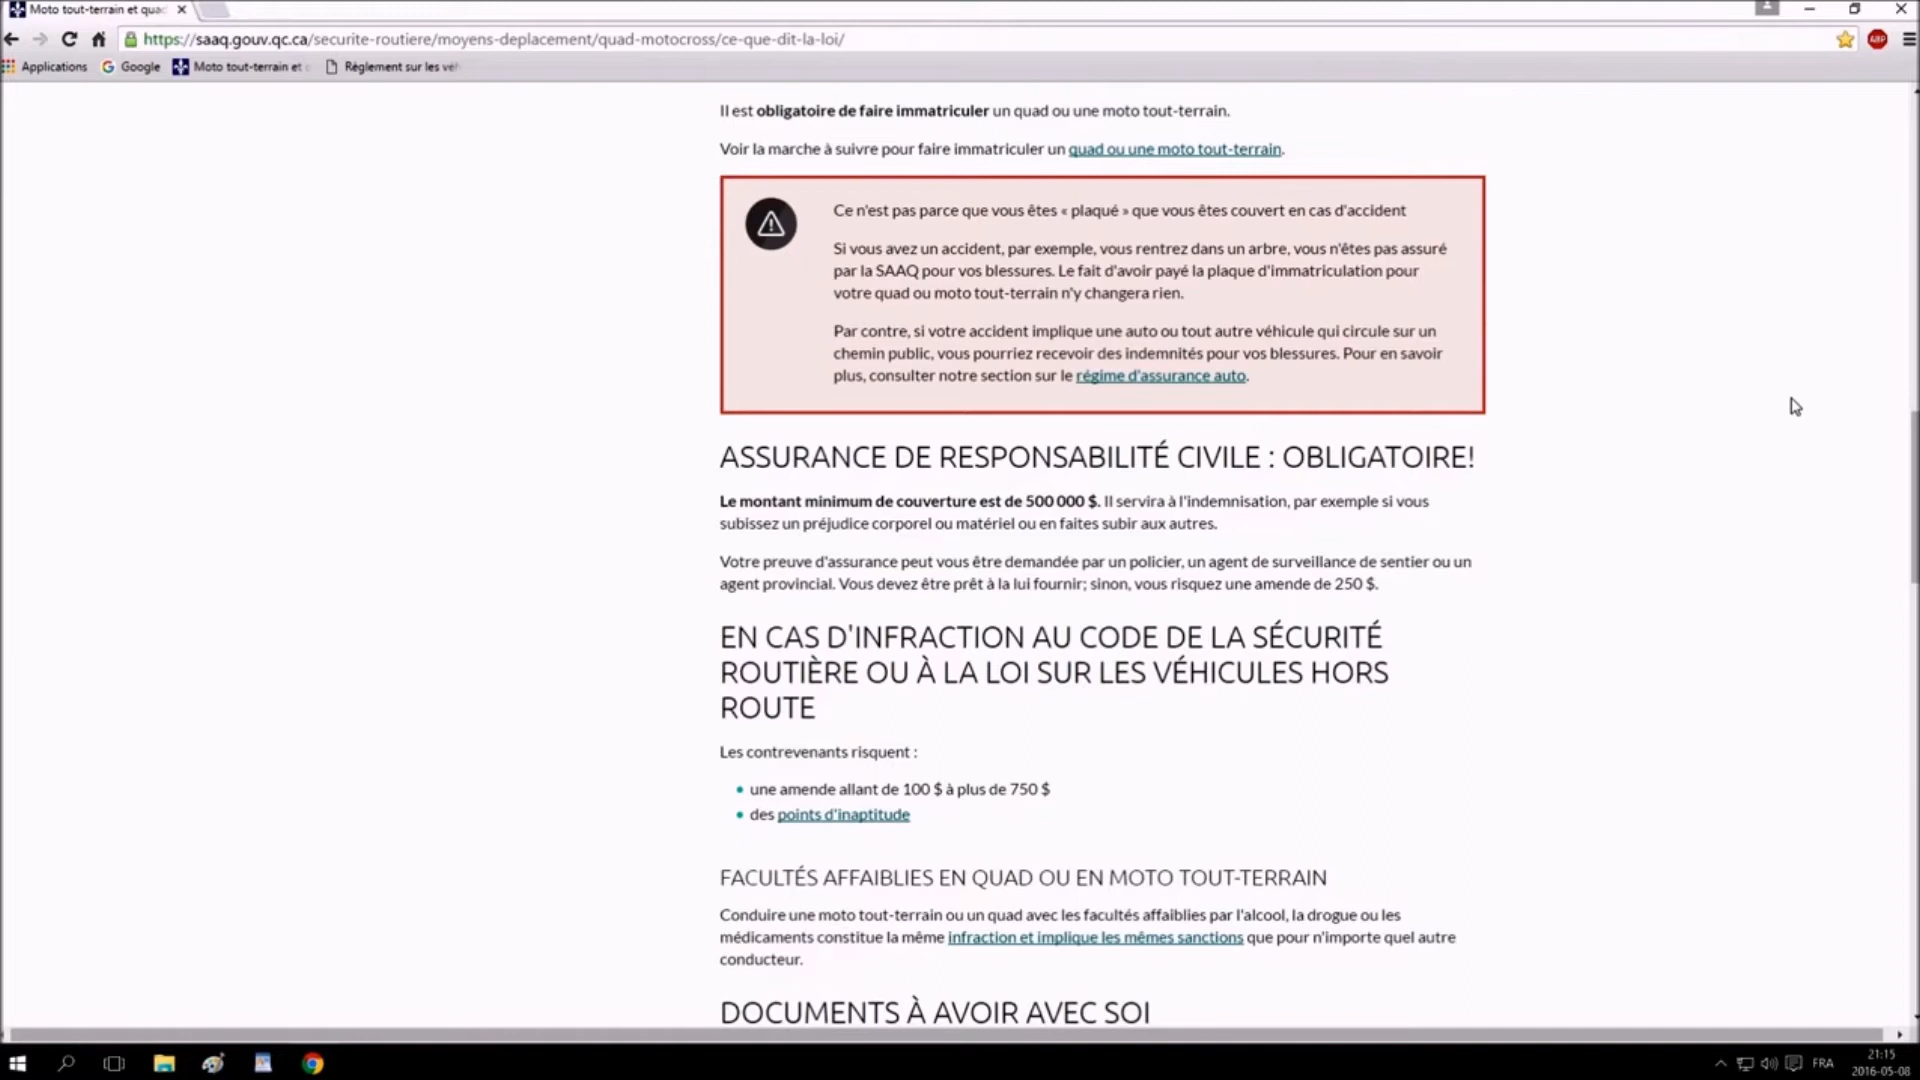 Moto tout-terrain et qua
https://saaq.gouv.qc.ca/securite-routiere/moyens-deplacement/quad-motocross/ce-que-dit-la-loi/
ABP
Applications Google Moto tout-terrain et Réglement sur les véh
Il est obligatoire de faire immatriculer un quad ou une moto tout-terrain.
Voir la marche à suivre pour faire immatriculer un quad ou une moto tout-terrain.
Ce n'est pas parce que vous êtes « plaqué » que vous êtes couvert en cas d'accident
Si vous avez un accident, par exemple, vous rentrez dans un arbre, vous n'êtes pas assuré
par la SAAQ pour vos blessures. Le fait d'avoir payé la plaque d'immatriculation pour
votre quad ou moto tout-terrain n'y changera rien.
Par contre, si votre accident implique une auto ou tout autre véhicule qui circule sur un
chemin public, vous pourriez recevoir des indemnités pour vos blessures. Pour en savoir
plus, consulter notre section sur le régime d'assurance auto.
ASSURANCE DE RESPONSABILITÉ CIVILE : OBLIGATOIRE!
Le montant minimum de couverture est de 500 000 $. Il servira à l'indemnisation, par exemple si vous
subissez un préjudice corporel ou matériel ou en faites subir aux autres.
Votre preuve d'assurance peut vous être demandée par un policier, un agent de surveillance de sentier ou un
agent provincial. Vous devez être prêt à la lui fournir; sinon, vous risquez une amende de 250 $.
EN CAS D'INFRACTION AU CODE DE LA SÉCURITÉ
ROUTIÈRE OU À LA LOI SUR LES VÉHICULES HORS
ROUTE
Les contrevenants risquent :
• une amende allant de 100 $ à plus de 750 $
• des points d'inaptitude
FACULTÉS AFFAIBLIES EN QUAD OU EN MOTO TOUT-TERRAIN
Conduire une moto tout-terrain ou un quad avec les facultés affaiblies par l'alcool, la drogue ou les
médicaments constitue la même infraction et implique les mêmes sanctions que pour n'importe quel autre
conducteur.
DOCUMENTS À AVOIR AVEC SOI
FRA
21:15
2016-05-08